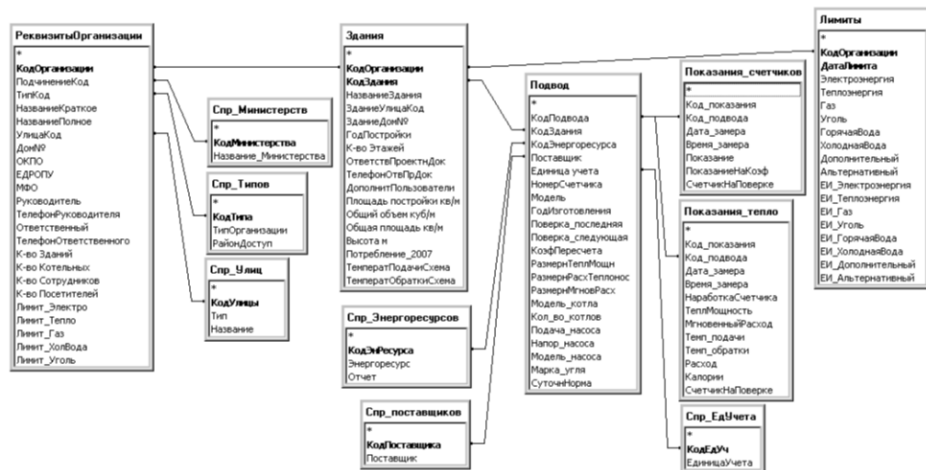 РеквизитыОрганизации
*
КодОрганизации
ПодчинениеКод
ТипКод
НазваниеКраткое
НазваниеПолное
УлицаКод
Дом№
ОКПО
ЕДРОПУ
МФО
Руководитель
ТелефонРуководителя
Ответственный
ТелефонОтветственного
К-во Зданий
К-во Котельных
К-во Сотрудников
К-во Посетителей
Лимит_Электро
Лимит_Тепло
Лимит_Газ
Лимит_ХолВода
Лимит_Уголь
Спр_Министерств
*
КодМинистерства
Название_Министерства
Спр_Типов
*
КодТипа
ТипОрганизации
РайонДоступ
Спр_Улиц
*
КодУлицы
Тип
Название
Здания
*
КодОрганизации
КодЗдания
НазваниеЗдания
ЗданиеУлицаКод
ЗданиеДом№
ГодПостройки
К-во Этажей
ОтветствПроектнДок
ТелефонОтвПрДок
ДополнитПользователи
Площадь постройки кв/м
Общий объем куб/м
Общая площадь кв/м
Высота м
Потребление_2007
ТемператПодачиСхема
ТемператОбраткиСхема
Спр_Энергоресурсов
*
КодЭнРесурса
Энергоресурс
Отчет
Спр_поставщиков
*
КодПоставщика
Поставщик
Подвод
*
КодПодвода
КодЗдания
КодЭнергоресурса
Поставщик
Единица учета
НомерСчетчика
Модель
ГодИзготовления
Поверка_последняя
Поверка_следующая
КоэфПересчета
РазмернТеплМощн
РазмернРасхТеплонос
РазмернМгновРасх
Модель_котла
Кол_во_котлов
Подача_насоса
Напор_насоса
Модель_насоса
Марка_угля
СуточнНорма
Показания_счетчиков
*
Код_показания
Код_подвода
Дата_замера
Время_замера
Показание
ПоказаниеНаКоэф
СчетчикНаПоверке
Показания_тепло
*
Код_показания
Код_подвода
Дата_замера
Время_замера
НаработкаСчетчика
ТеплМощность
МгновенныйРасход
Темп_подачи
Темп_обратки
Расход
Калории
СчетчикНаПоверке
Спр_ЕдУчета
*
КодЕдУч
ЕдиницаУчета
Лимиты
*
КодОрганизации
ДатаЛимита
Электроэнергия
Теплоэнергия
Газ
Уголь
ГорячаяВода
ХолоднаяВода
Дополнительный
Альтернативный
ЕИ_Электроэнергия
ЕИ_Теплоэнергия
ЕИ_Газ
ЕИ_Уголь
ЕИ_ГорячаяВода
ЕИ_ХолоднаяВода
ЕИ_Дополнительный
ЕИ_Альтернативный